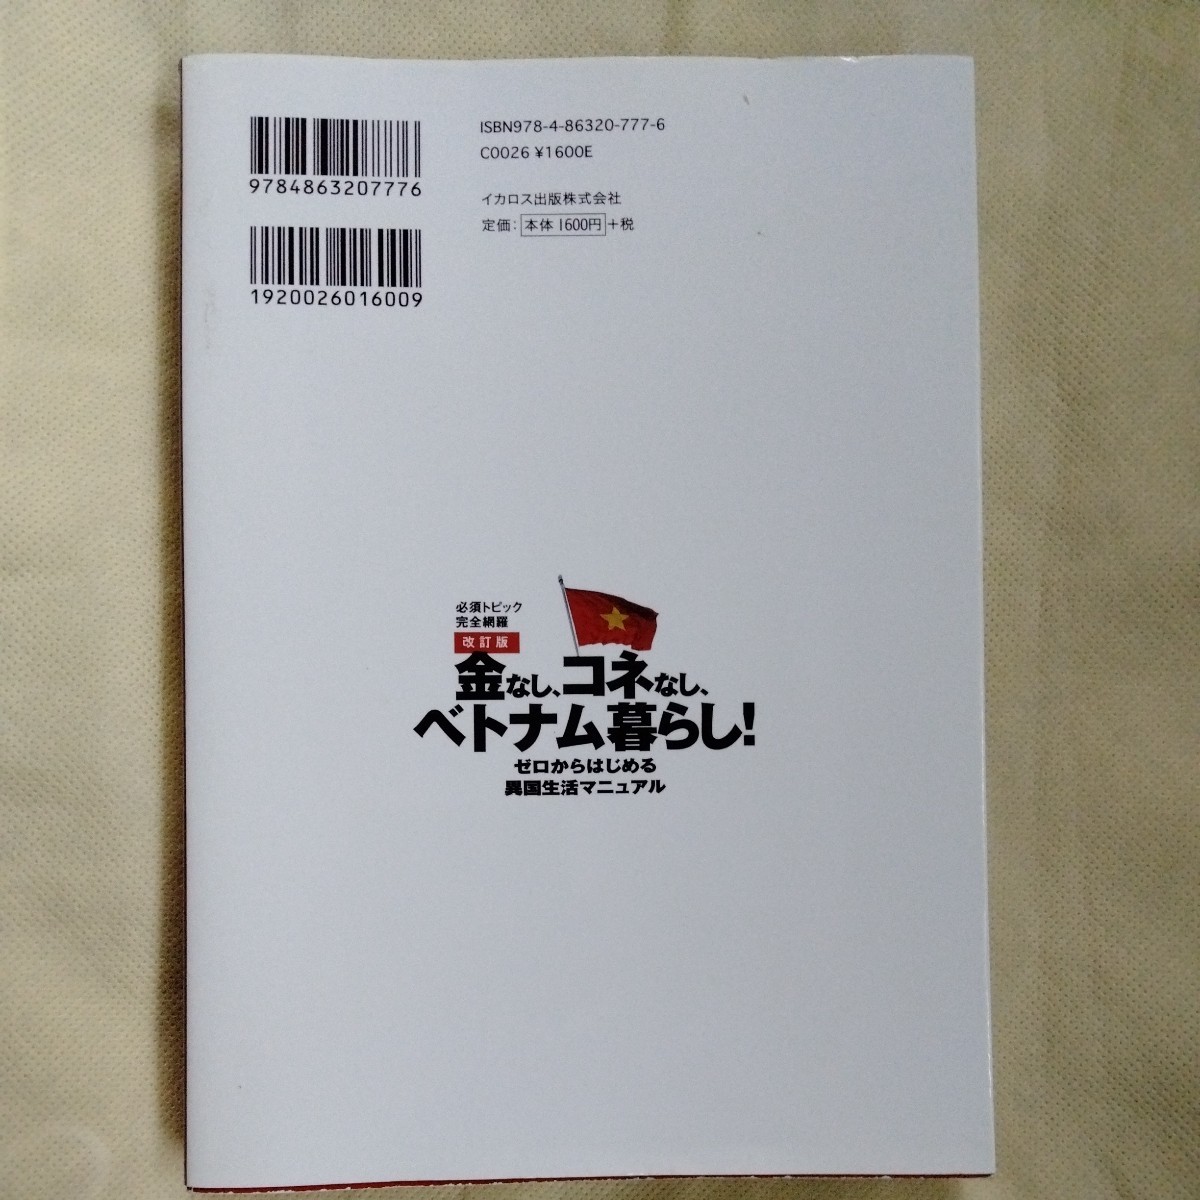 ISBN978-4-86320-777-6
C0026 ¥1600E
9784863207776
イカロス出版株式会社
定価：本体1600円+税
1920026016009
必須トピック
完全網羅
改訂版
金なし、コネなし、
ベトナム暮らし！
ゼロからはじめる
異国生活マニュアル